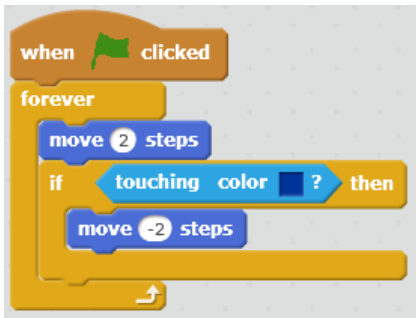 when clicked
forever
move 2 steps
if touching color ? then
move -2 steps